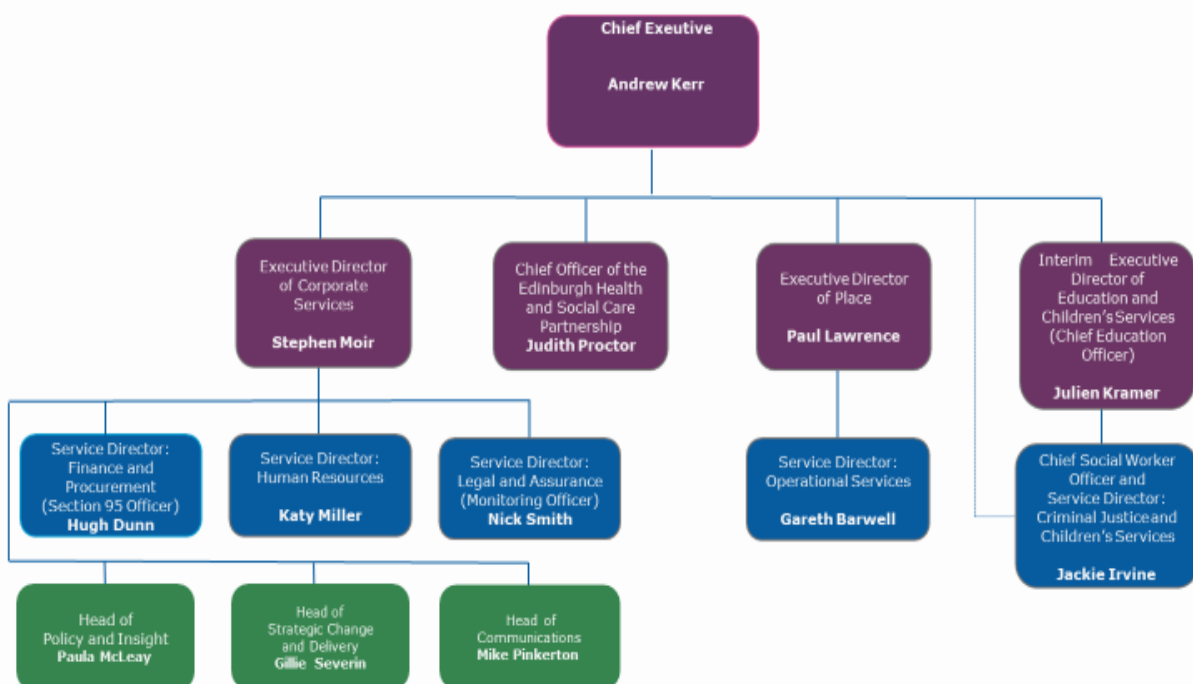 Chief Exeutive
Andrew Kerr
Executive Director
of Corporate
Services
Stephen Moir
Chief Officer of the
Edinburgh Health
and Social Care
Partnership
Judith Proctor
Executive Director
of Place
Paul Lawrence
Interim Executive
Director of
Education and
Children's Services
(Chief Education
Officer)
Julien Kramer
Service Director:
Finance and
Procurement
(Section 95 Officer)
Hugh Dunn
Service Director:
Human Resources
Katy Miller
Service Director:
Legal and Assurance
(Monitoring Officer)
Nick Smith
Service Director:
Operational Services
Gareth Barwell
Chief Social Worker
Officer and
Service Director:
Criminal Justice and
Children's Services
Jackie Irvine
Head of
Policy and Insight
Paula McLeay
Head of
Strategic Change
and Delivery
Gillie Severin
Head of
Communications
Mike Pinkerton